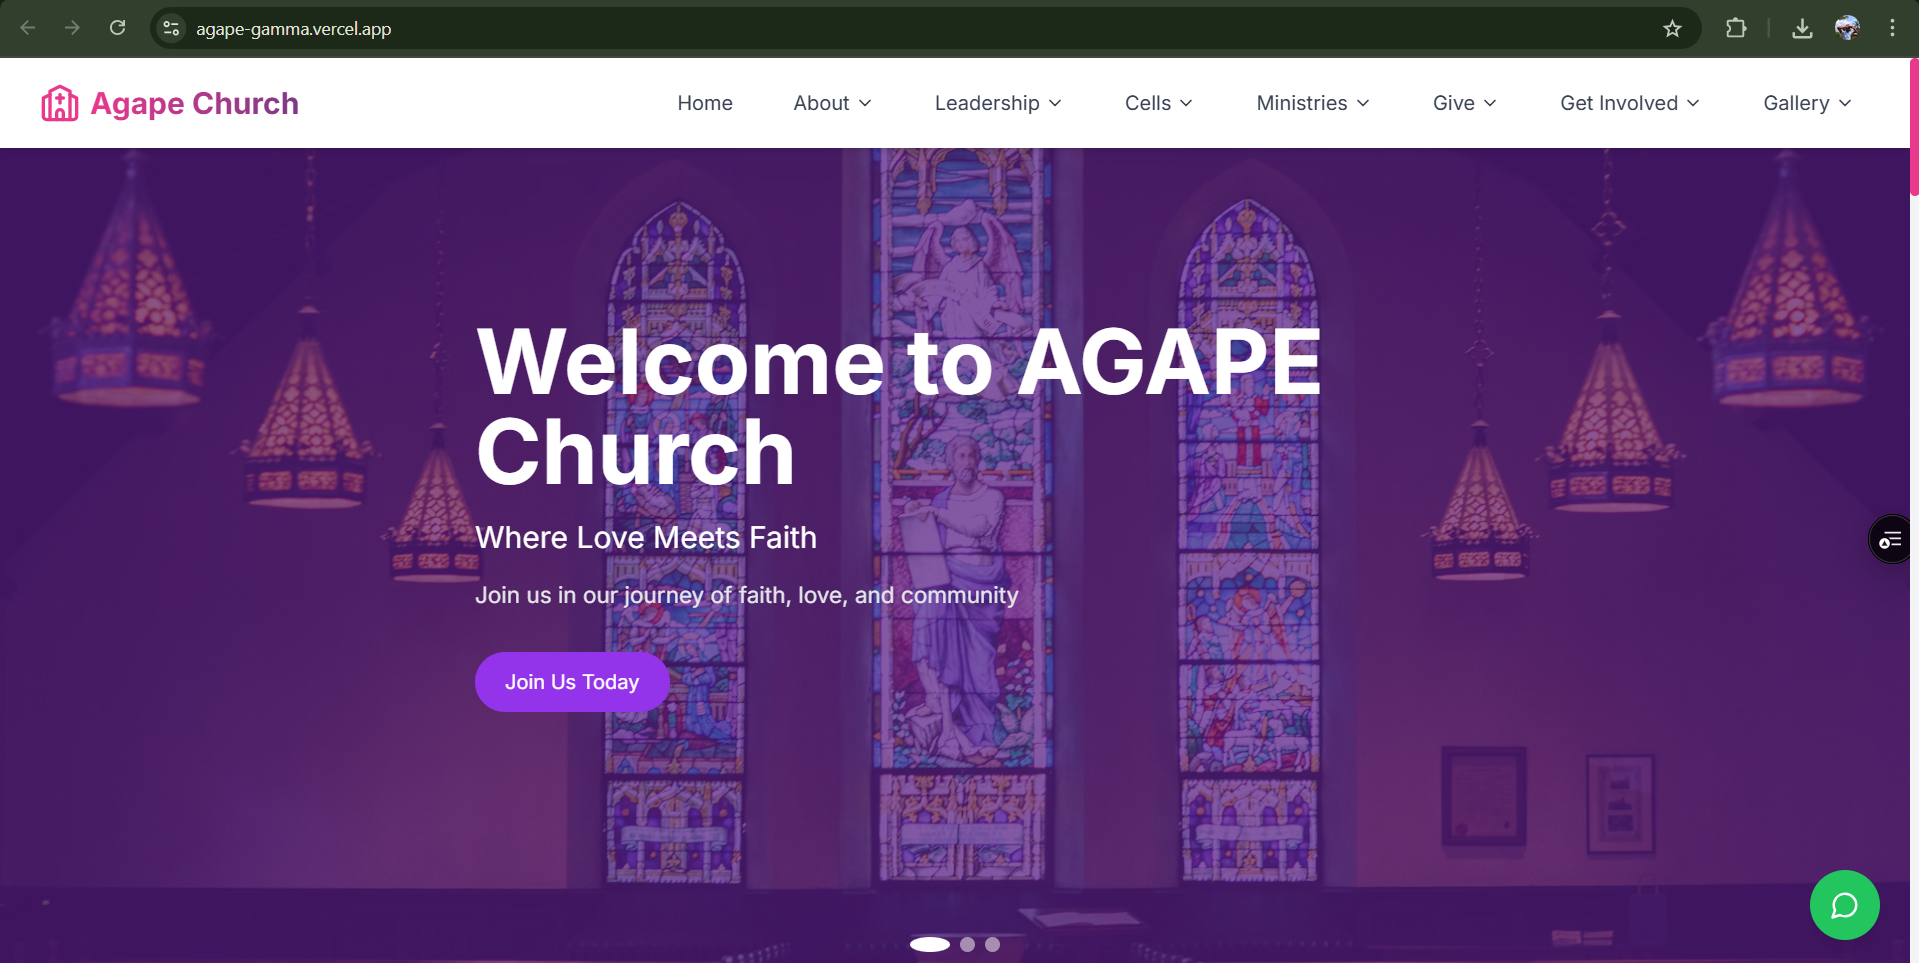 agape-gamma.vercel.app
Agape Church
Home About Leadership Cells Ministries Give Get Involved Gallery
Welcome to AGAPE
Church
Where Love Meets Faith
Join us in our journey of faith, love, and community
Join Us Today